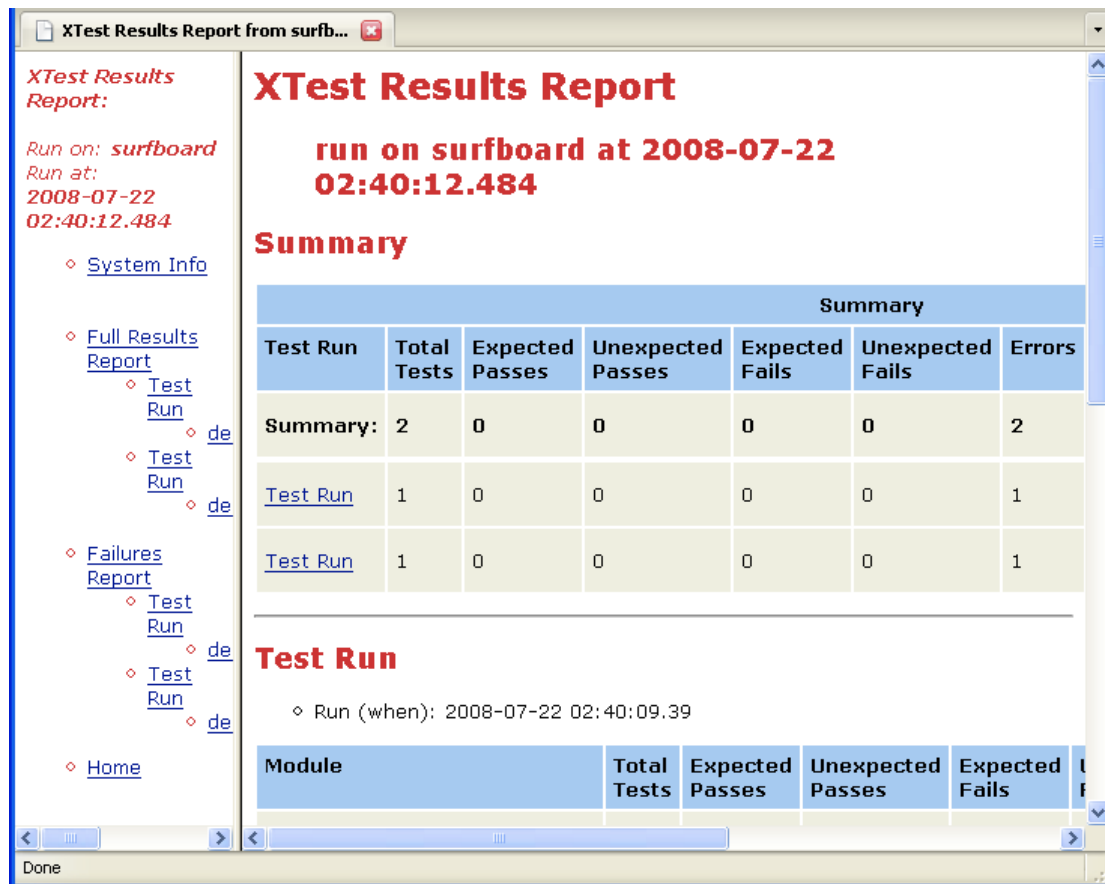 XTest Results Report from surfb...
XTest Results
Report:
Run on: surfboard
Run at:
2008-07-22
02:40:12.484
System Info
Full Results
Report
Test
Run
de
Test
Run
de
Failures
Report
Test
Run
de
Test
Run
de
Home
XTest Results Report
run on surfboard at 2008-07-22
02:40:12.484
Summary
Summary
Test Run Total Tests Expected Passes Unexpected Passes Expected Fails Unexpected Fails Errors
Summary: 2 0 0 0 0 2
Test Run 1 0 0 0 0 1
Test Run 1 0 0 0 0 1
Test Run
Run (when): 2008-07-22 02:40:09.39
Module Total Tests Expected Passes Unexpected Passes Expected Fails
Done